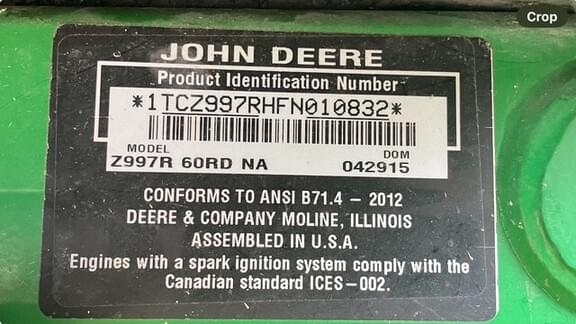 Crop
JOHN DEERE
Product Identification Number
*1TCZ997RHFN010832*
MODEL DOM
Z997R 60RD NA 042915
CONFORMS TO ANSI B71.4 – 2012
DEERE & COMPANY MOLINE, ILLINOIS
ASSEMBLED IN U.S.A.
Engines with a spark ignition system comply with the
Canadian standard ICES–002.